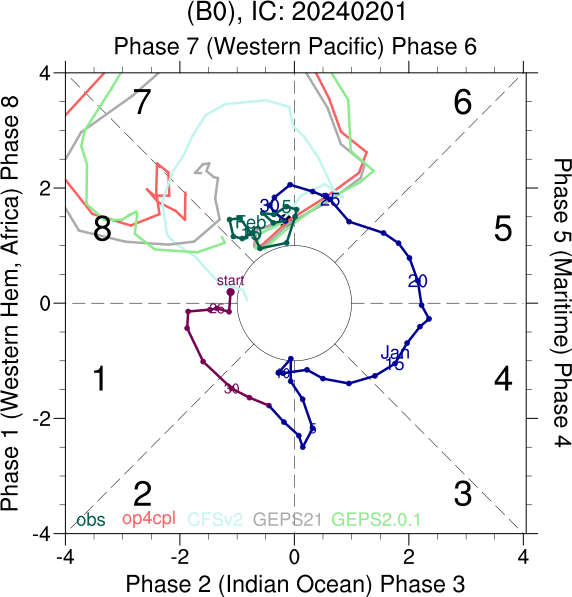 (B0), IC: 20240201
Phase 7 (Western Pacific) Phase 6
4
7
6
Phase 1 (Western Hem, Africa) Phase 8
Phase 5 (Maritime) Phase 4
2
30
5
25
Feb
8
5
start
20
0
25
Jan
15
10
1
4
30
-2
5
2
3
obs
op4cpl
CFSv2
GEPS21
GEPS2.0.1
-4
-4
-2
0
2
4
Phase 2 (Indian Ocean) Phase 3